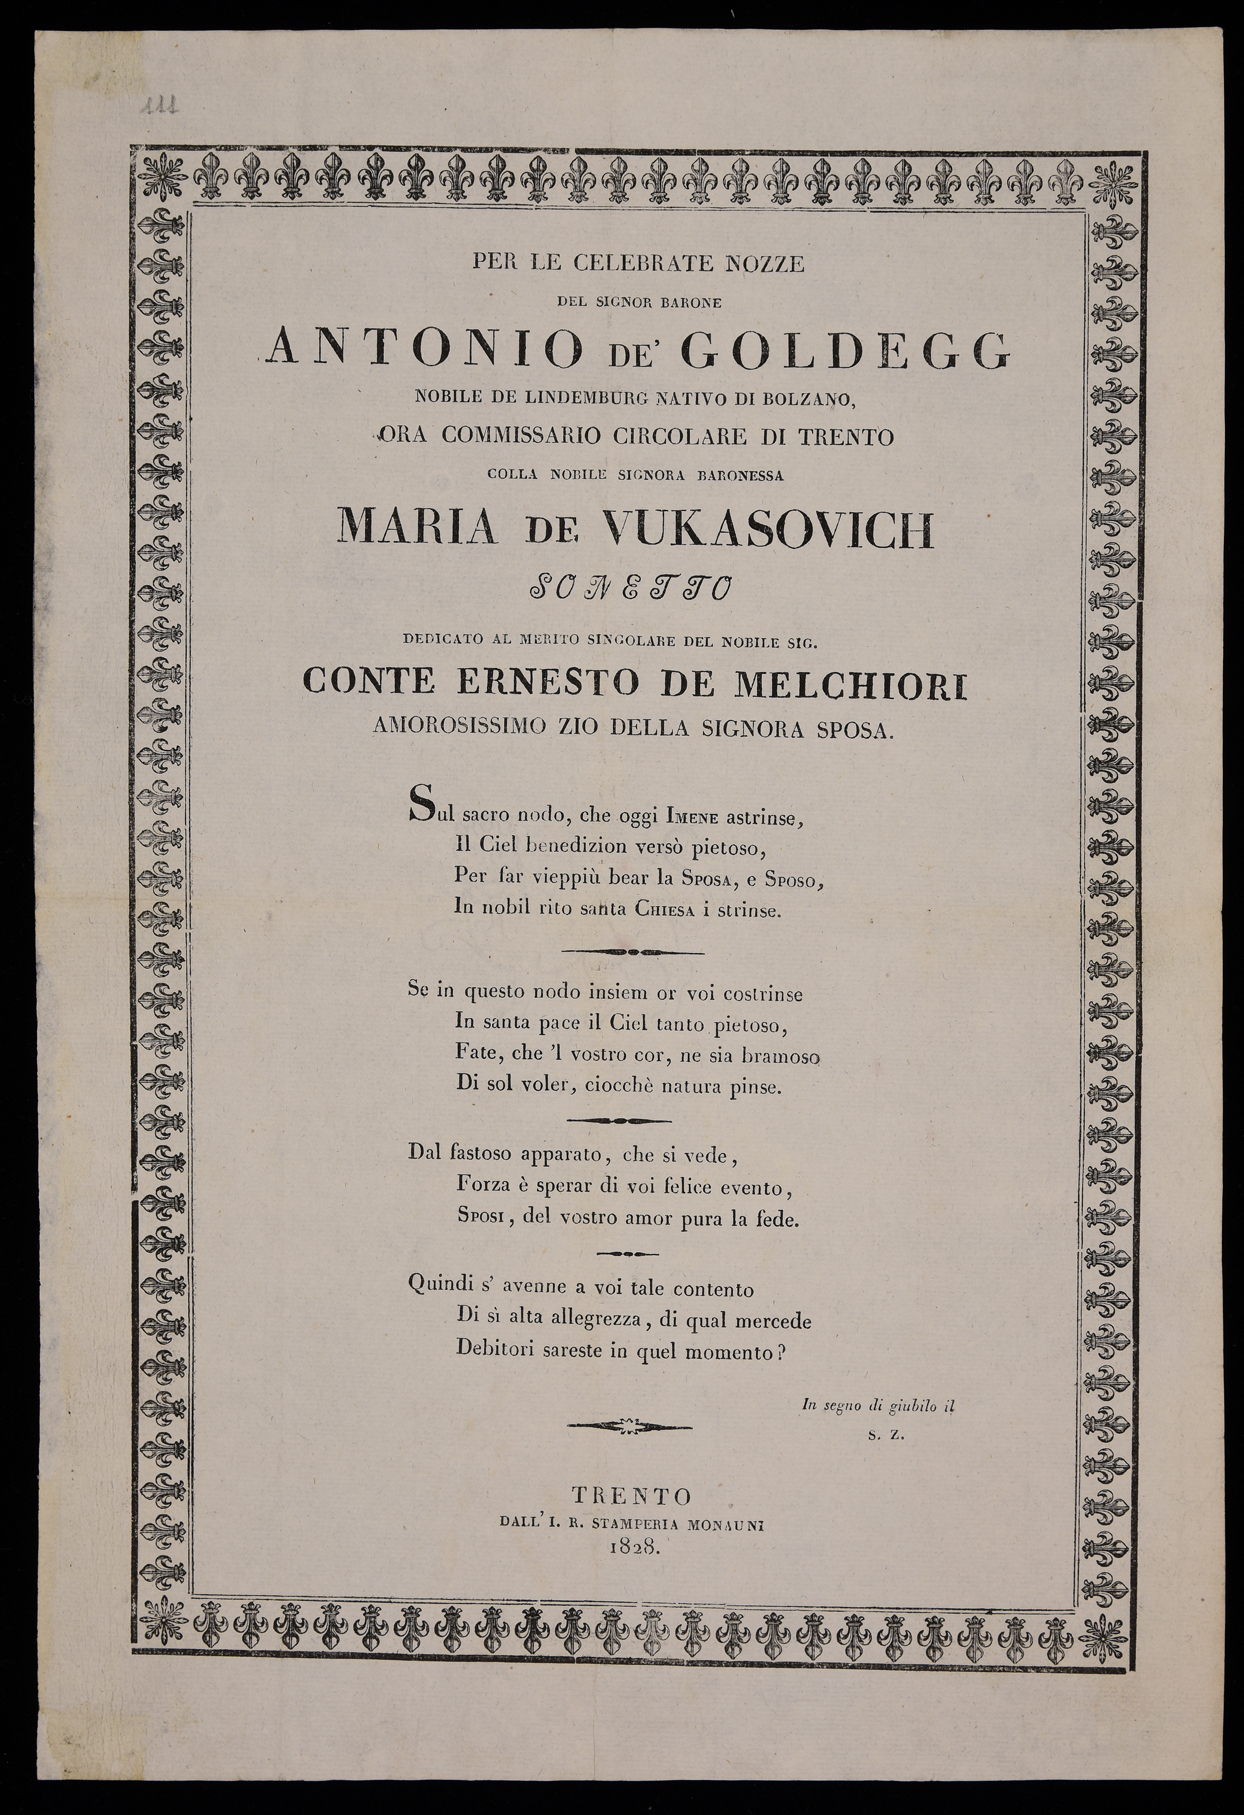 111
PER LE CELEBRATE NOZZE
DEL SIGNOR BARONE
ANTONIO DE' GOLDEGG
NOBILE DE LINDEMBURG NATIVO DI BOLZANO,
ORA COMMISSARIO CIRCOLARE DI TRENTO
COLLA NOBILE SIGNORA BARONESSA
MARIA DE VUKASOVICH
SONETTO
DEDICATO AL MERITO SINGOLARE DEL NOBILE SIG.
CONTE ERNESTO DE MELCHIORI
AMOROSISSIMO ZIO DELLA SIGNORA SPOSA.
Sul sacro nodo, che oggi IMENE astrinse,
Il Ciel benedizion versò pietoso,
Per far vieppiù bear la SPOSA, e SPOSO,
In nobil rito santa CHIESA i strinse.
Se in questo nodo insiem or voi costrinse
In santa pace il Ciel tanto pietoso,
Fate, che 'l vostro cor, ne sia bramoso
Di sol voler, ciocchè natura pinse.
Dal fastoso apparato, che si vede,
Forza è sperar di voi felice evento,
SPOSI, del vostro amor pura la fede.
Quindi s' avenne a voi tale contento
Di sì alta allegrezza, di qual mercede
Debitori sareste in quel momento?
In segno di giubilo il
S. Z.
TRENTO
DALL' I. R. STAMPERIA MONAUNI
1828.